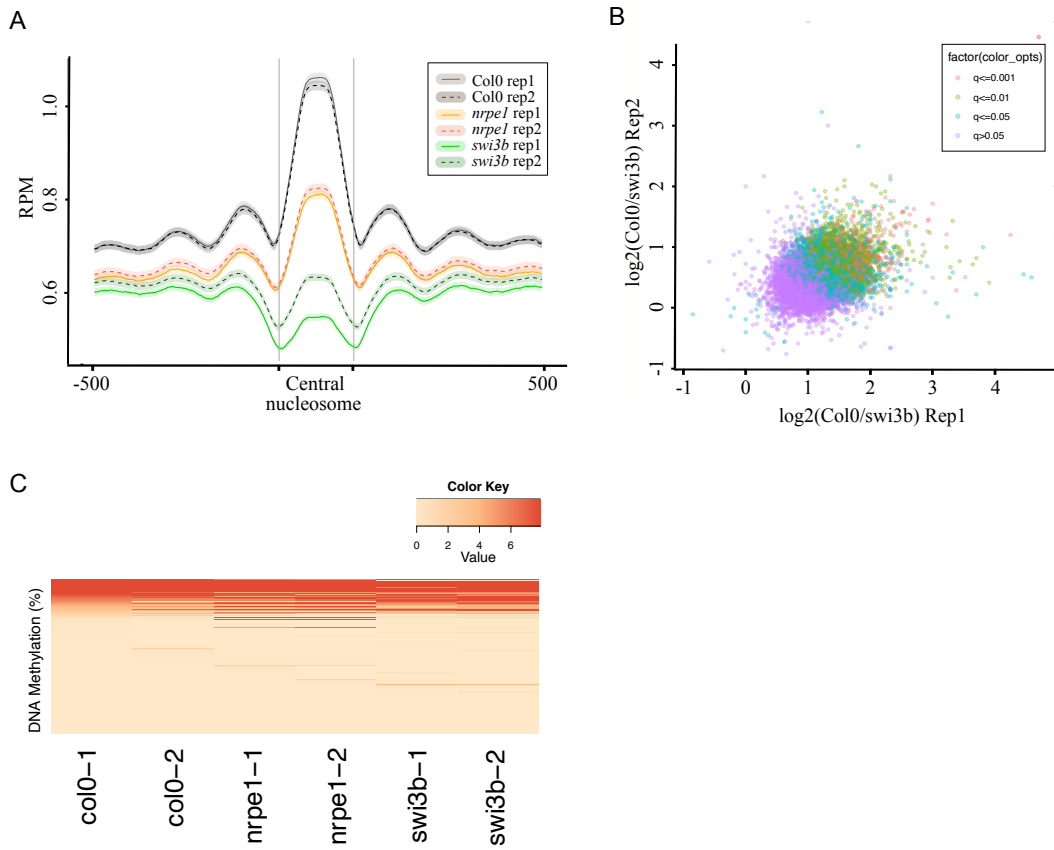 A
1.0
0.8
0.6
RPM
Col0 rep1
Col0 rep2
nrpe1 rep1
nrpe1 rep2
swi3b rep1
swi3b rep2
-500
Central
nucleosome
500
B
4
3
2
1
0
-1
log2(Col0/swi3b) Rep2
factor(color_opts)
q<=0.001
q<=0.01
q<=0.05
q>0.05
-1 0 1 2 3 4
log2(Col0/swi3b) Rep1
C
Color Key
0 2 4 6
Value
DNA Methylation (%)
col0-1
col0-2
nrpe1-1
nrpe1-2
swi3b-1
swi3b-2